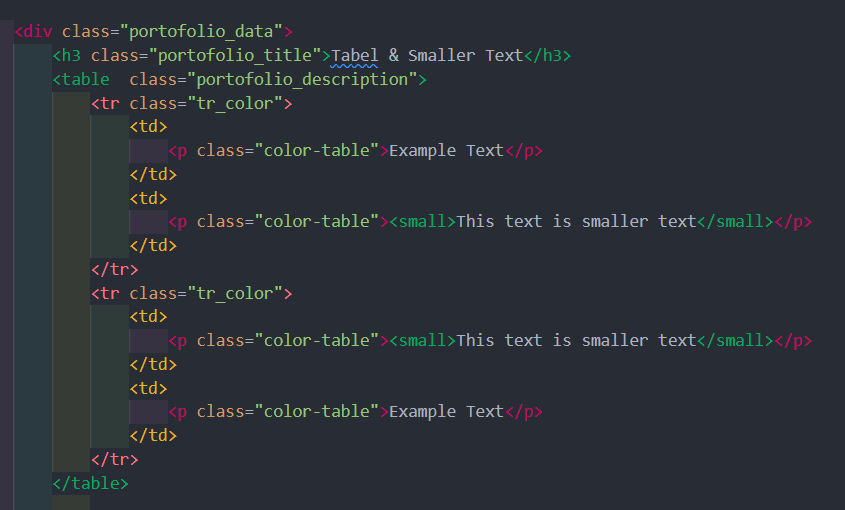 <div class="portofolio_data">
<h3 class="portofolio_title">Tabel & Smaller Text</h3>
<table  class="portofolio_description">
<tr class="tr_color">
<td>
<p class="color-table">Example Text</p>
</td>
<td>
<p class="color-table"><small>This text is smaller text</small></p>
</td>
</tr>
<tr class="tr_color">
<td>
<p class="color-table"><small>This text is smaller text</small></p>
</td>
<td>
<p class="color-table">Example Text</p>
</td>
</tr>
</table>